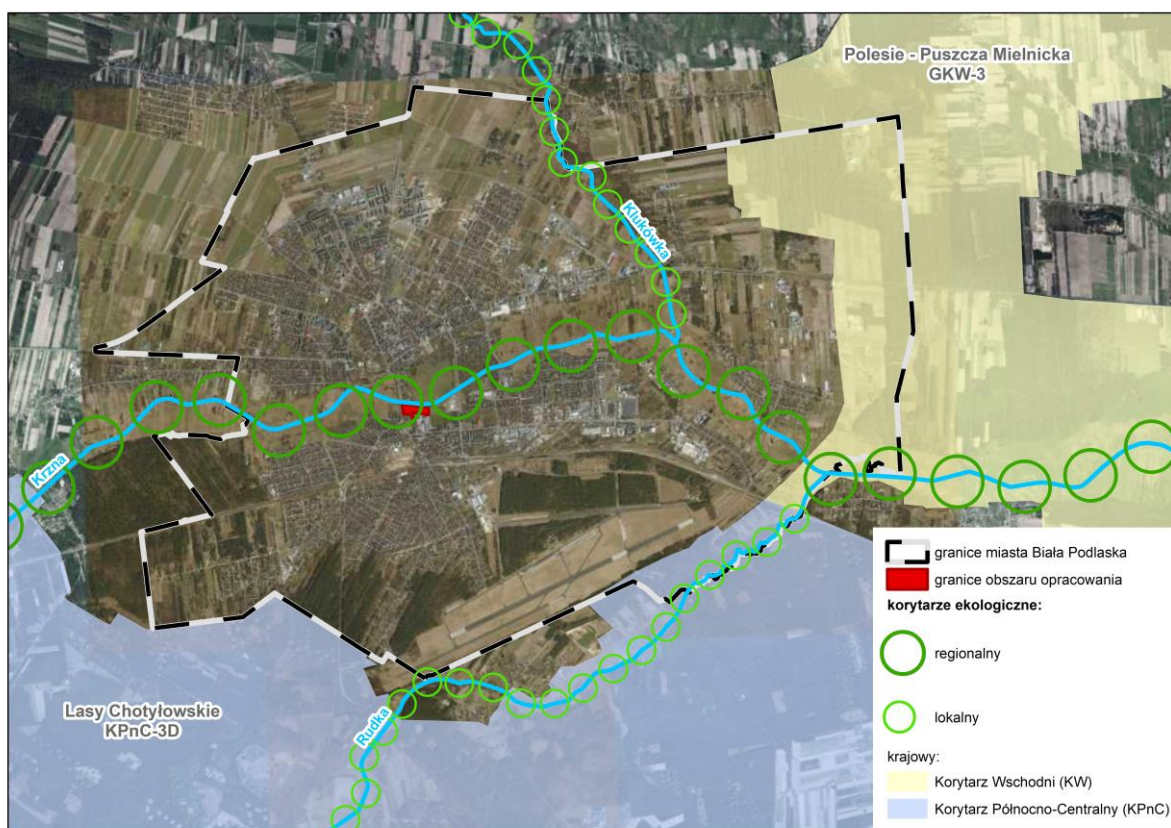 Polesie - Puszcza Mielnicka
GKW-3
Klukówka
Krzna
Rudka
Lasy Chotyłowskie
KPnC-3D
granice miasta Biała Podlaska
granice obszaru opracowania
korytarze ekologiczne:
regionalny
lokalny
krajowy:
Korytarz Wschodni (KW)
Korytarz Północno-Centralny (KPnC)